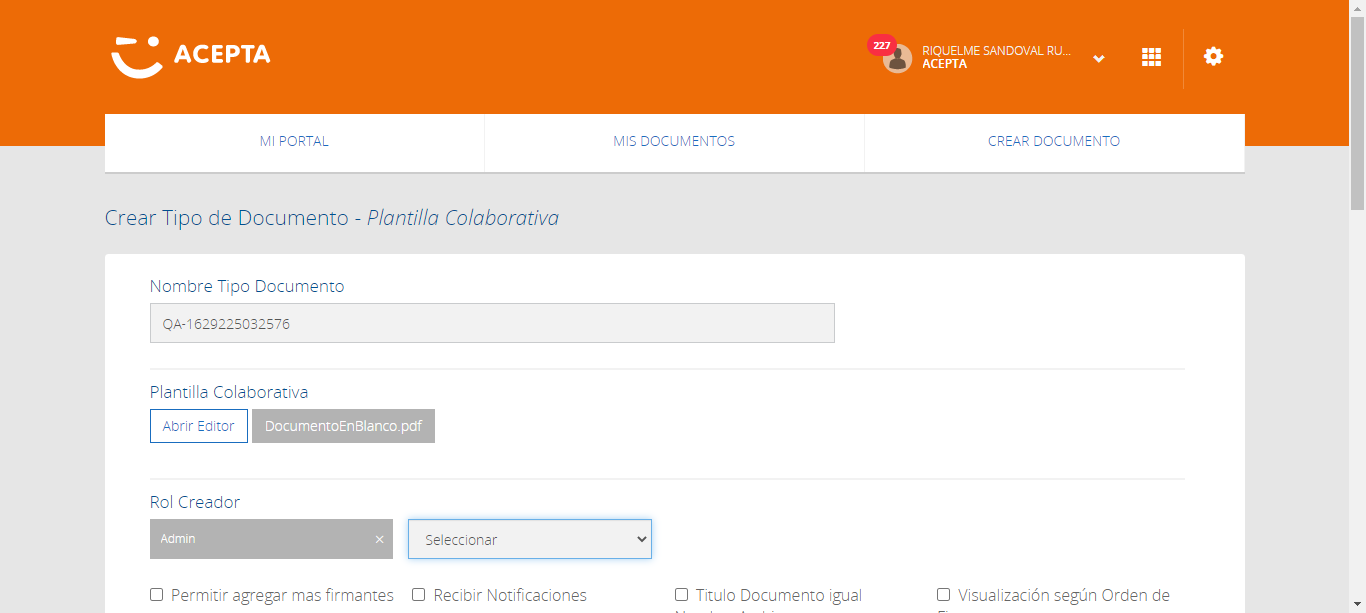 ACEPTA
227
RIQUELME SANDOVAL RU...
ACEPTA
MI PORTAL
MIS DOCUMENTOS
CREAR DOCUMENTO
Crear Tipo de Documento - Plantilla Colaborativa
Nombre Tipo Documento
QA-1629225032576
Plantilla Colaborativa
Abrir Editor
DocumentoEnBlanco.pdf
Rol Creador
Admin ×
Seleccionar
Permitir agregar mas firmantes
Recibir Notificaciones
Titulo Documento igual
Visualización según Orden de